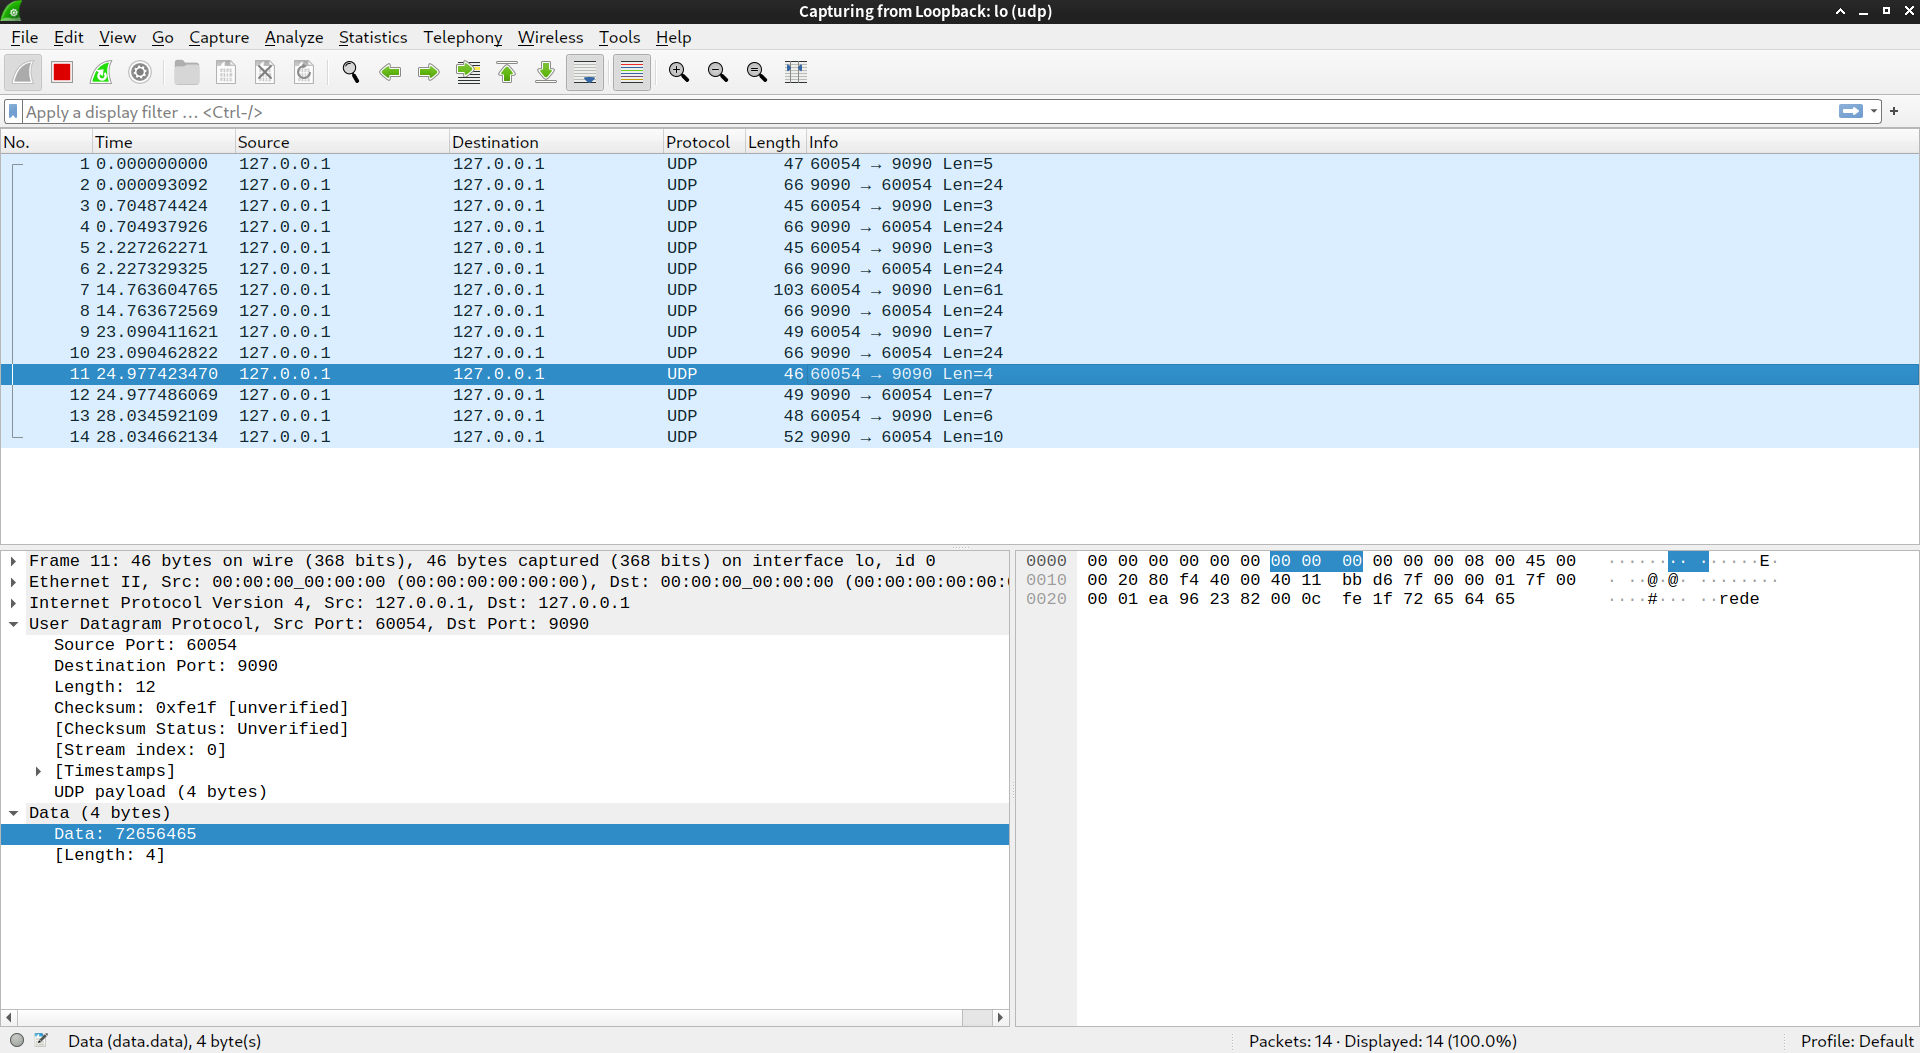 Capturing from Loopback: lo (udp)
File Edit View Go Capture Analyze Statistics Telephony Wireless Tools Help
Apply a display filter … <Ctrl-/>
No. Time Source Destination Protocol Length Info
1 0.000000000 127.0.0.1 127.0.0.1 UDP 47 60054 → 9090 Len=5
2 0.000093092 127.0.0.1 127.0.0.1 UDP 66 9090 → 60054 Len=24
3 0.704874424 127.0.0.1 127.0.0.1 UDP 45 60054 → 9090 Len=3
4 0.704937926 127.0.0.1 127.0.0.1 UDP 66 9090 → 60054 Len=24
5 2.227262271 127.0.0.1 127.0.0.1 UDP 45 60054 → 9090 Len=3
6 2.227329325 127.0.0.1 127.0.0.1 UDP 66 9090 → 60054 Len=24
7 14.763604765 127.0.0.1 127.0.0.1 UDP 103 60054 → 9090 Len=61
8 14.763672569 127.0.0.1 127.0.0.1 UDP 66 9090 → 60054 Len=24
9 23.090411621 127.0.0.1 127.0.0.1 UDP 49 60054 → 9090 Len=7
10 23.090462822 127.0.0.1 127.0.0.1 UDP 66 9090 → 60054 Len=24
11 24.977423470 127.0.0.1 127.0.0.1 UDP 46 60054 → 9090 Len=4
12 24.977486069 127.0.0.1 127.0.0.1 UDP 49 9090 → 60054 Len=7
13 28.034592109 127.0.0.1 127.0.0.1 UDP 48 60054 → 9090 Len=6
14 28.034662134 127.0.0.1 127.0.0.1 UDP 52 9090 → 60054 Len=10
Frame 11: 46 bytes on wire (368 bits), 46 bytes captured (368 bits) on interface lo, id 0
Ethernet II, Src: 00:00:00_00:00:00 (00:00:00:00:00:00), Dst: 00:00:00_00:00:00 (00:00:00:00:00:
Internet Protocol Version 4, Src: 127.0.0.1, Dst: 127.0.0.1
User Datagram Protocol, Src Port: 60054, Dst Port: 9090
Source Port: 60054
Destination Port: 9090
Length: 12
Checksum: 0xfe1f [unverified]
[Checksum Status: Unverified]
[Stream index: 0]
[Timestamps]
UDP payload (4 bytes)
Data (4 bytes)
Data: 72656465
[Length: 4]
0000 00 00 00 00 00 00 00 00 00 00 00 00 08 00 45 00 ········ ······E·
0010 00 20 80 f4 40 00 40 11 bb d6 7f 00 00 01 7f 00 · ··@·@· ········
0020 00 01 ea 96 23 82 00 0c fe 1f 72 65 64 65 ····#··· ··rede
Data (data.data), 4 byte(s)
Packets: 14 · Displayed: 14 (100.0%)
Profile: Default